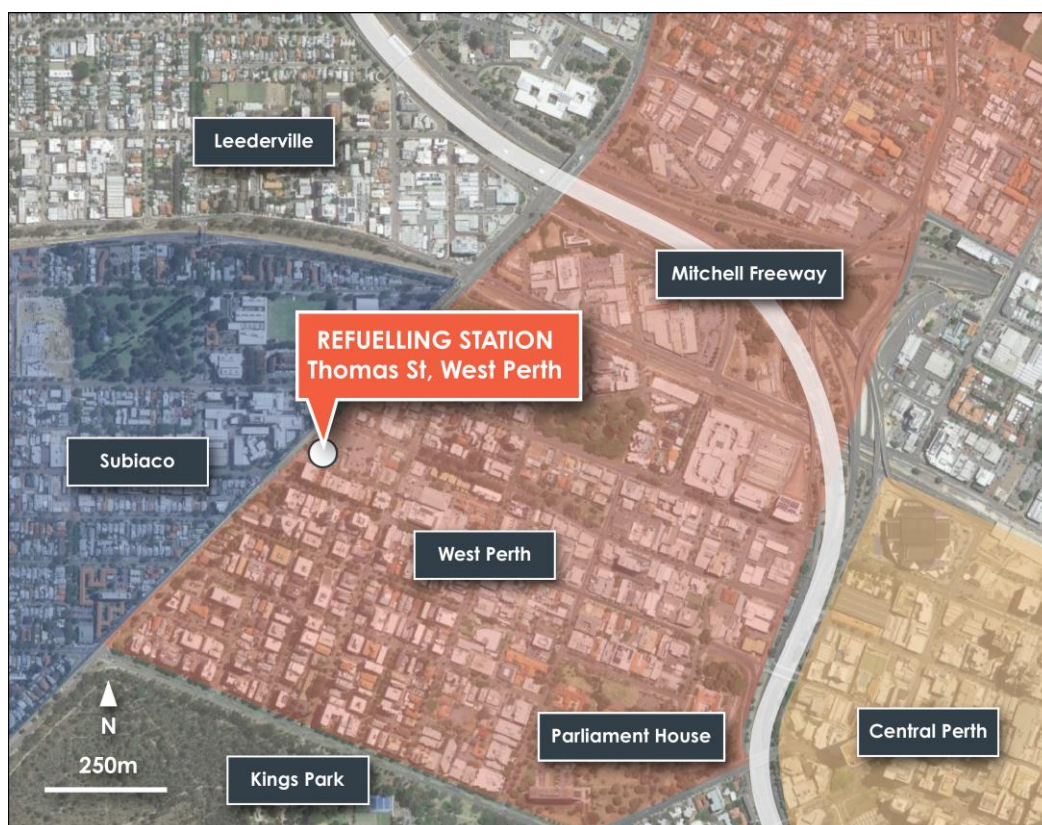 Leederville
Mitchell Freeway
REFUELLING STATION
Thomas St, West Perth
Subiaco
West Perth
Parliament House
Central Perth
N
250m
Kings Park